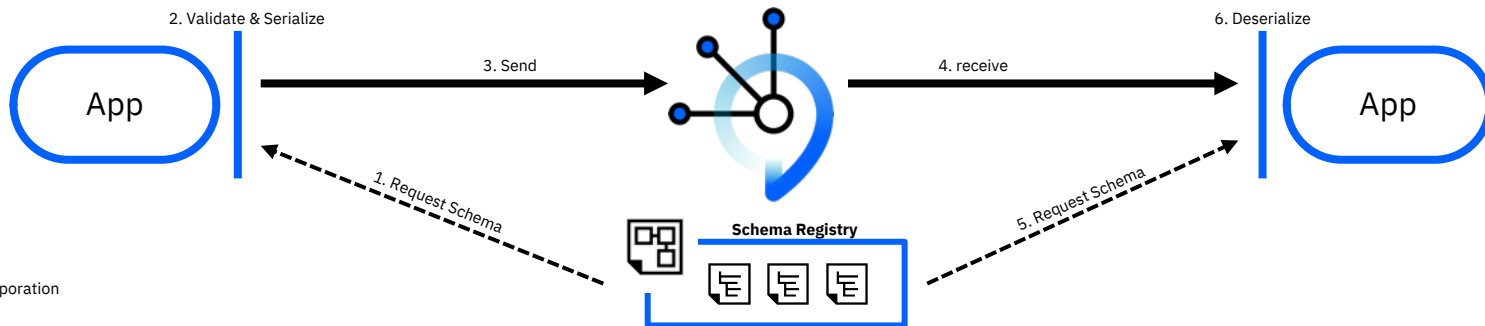 2. Validate & Serialize
6. Deserialize
3. Send
4. receive
App
App
1. Request Schema
5. Request Schema
Schema Registry
poration